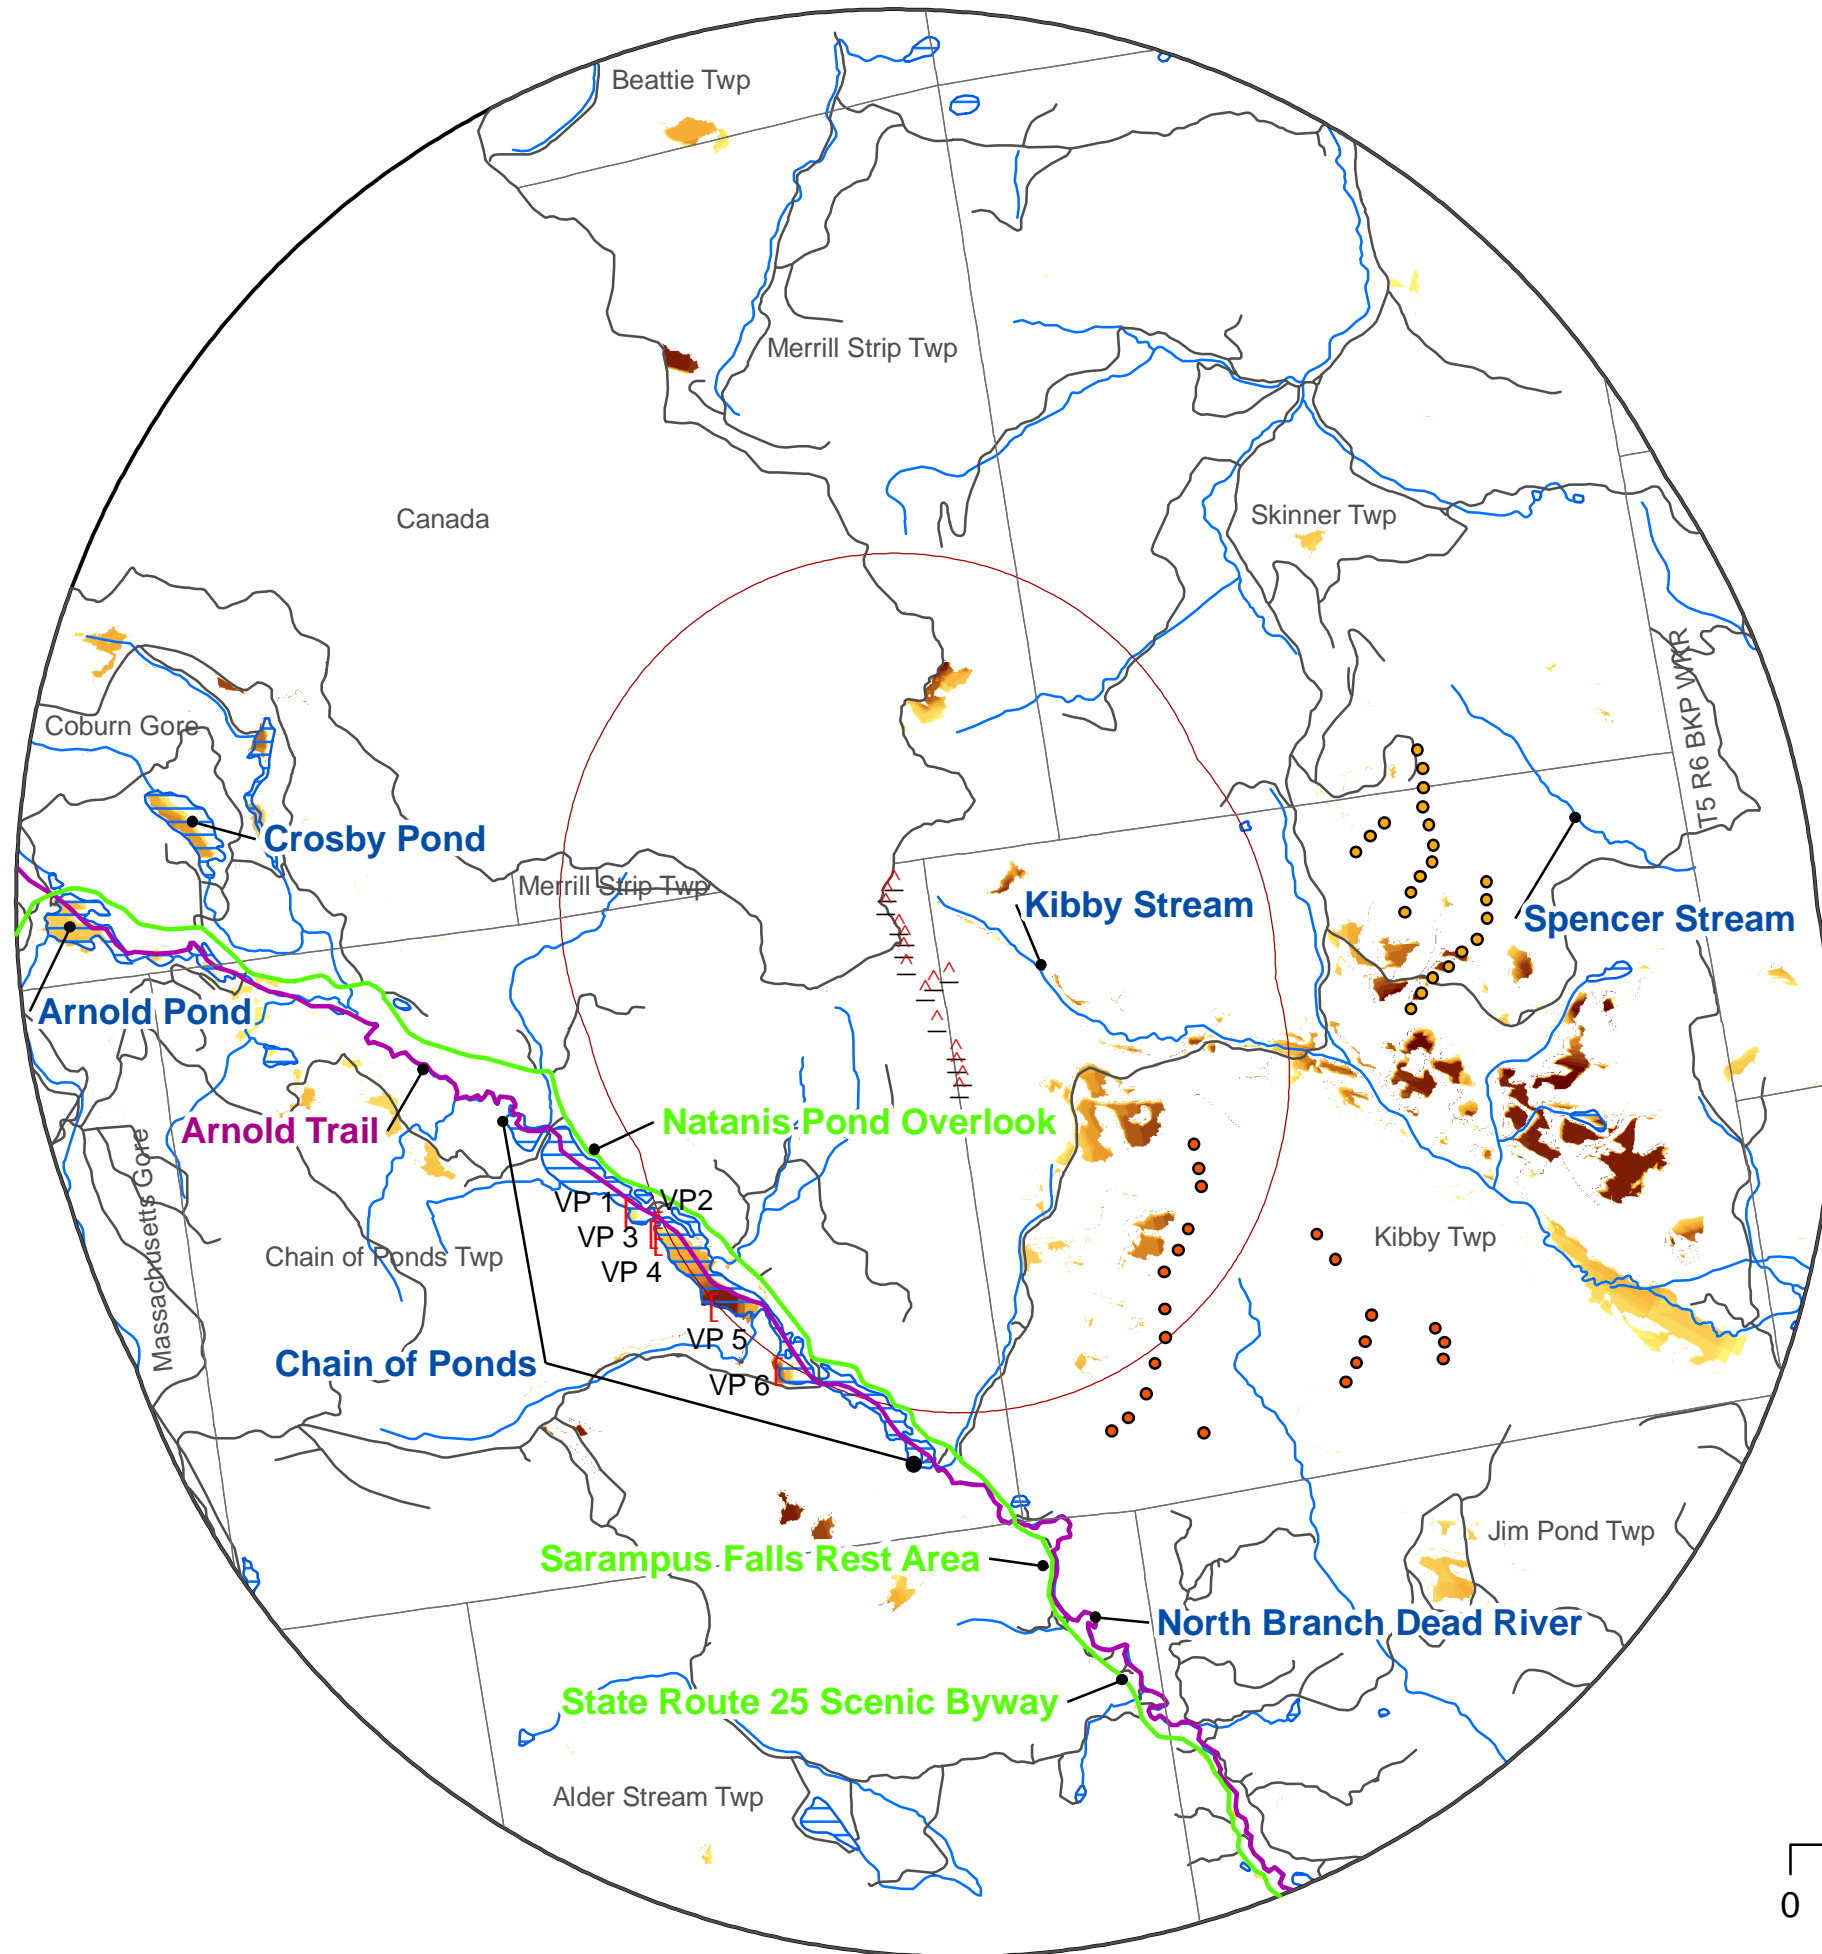 Beattie Twp
Merrill Strip Twp
Canada
Skinner Twp
T5 R6 BKP WKR
Coburn Gore
Crosby Pond
Merrill Strip Twp
Kibby Stream
Spencer Stream
Arnold Pond
Arnold Trail
Natanis Pond Overlook
Massachusetts Gore
VP 1
VP2
VP 3
Kibby Twp
Chain of Ponds Twp
VP 4
VP 5
Chain of Ponds
VP 6
Jim Pond Twp
Sarampus Falls Rest Area
North Branch Dead River
State Route 25 Scenic Byway
Alder Stream Twp
0